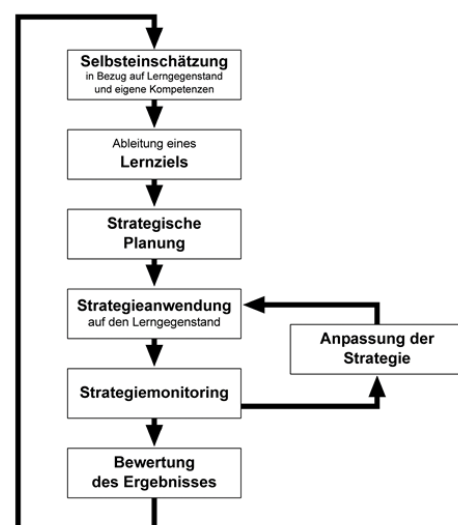 Selbsteinschätzung
in Bezug auf Lerngegenstand
und eigene Kompetenzen
Ableitung eines
Lernziels
Strategische
Planung
Strategieanwendung
auf den Lerngegenstand
Anpassung der
Strategie
Strategiemonitoring
Bewertung
des Ergebnisses